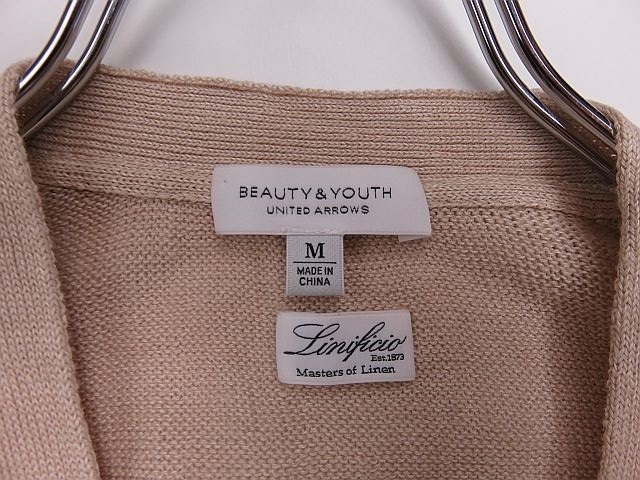 BEAUTY & YOUTH
UNITED ARROWS
M
MADE IN
CHINA
Linificio
Est.1873
Masters of Linen